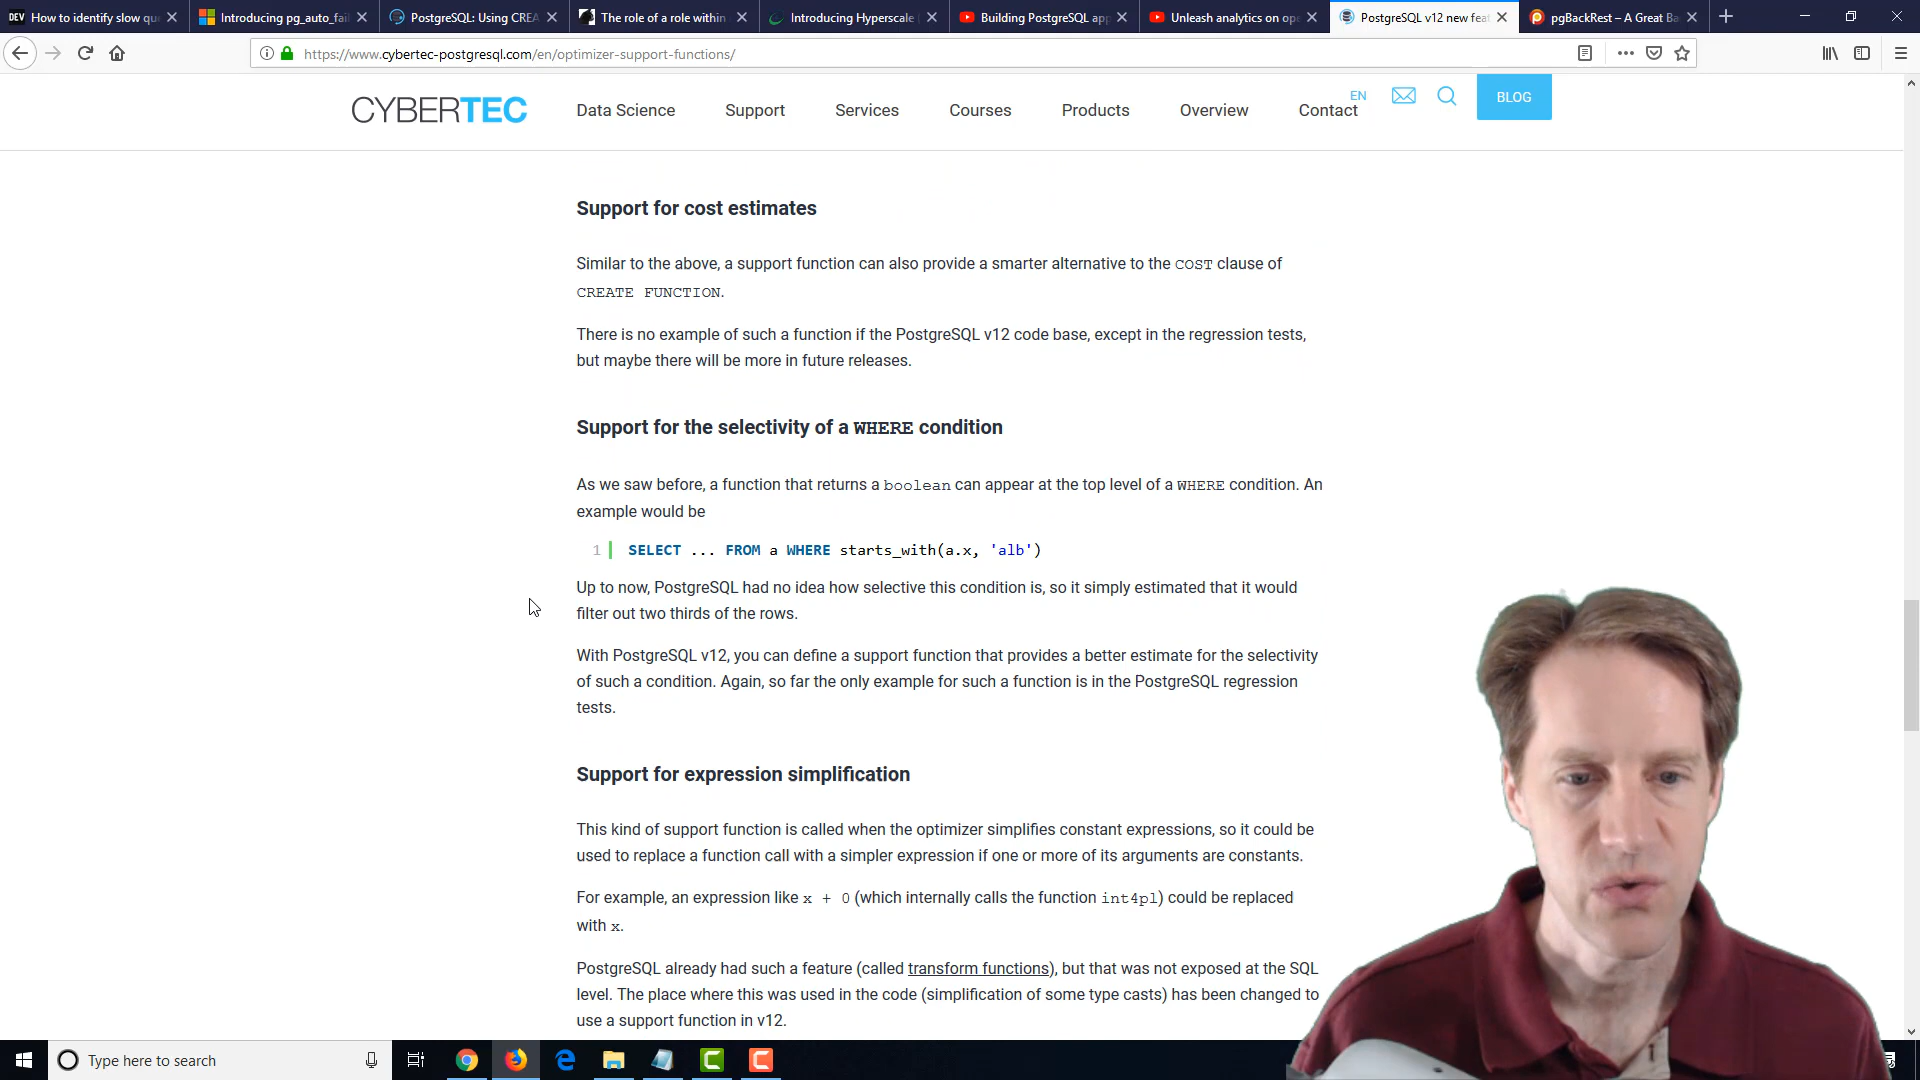 How to identify slow que
Introducing pg_auto_fai
PostgreSQL: Using CREA
The role of a role within
Introducing Hyperscale (
Building PostgreSQL app
Unleash analytics on ope
PostgreSQL v12 new feat
pgBackRest – A Great Ba
https://www.cybertec-postgresql.com/en/optimizer-support-functions/
CYBERTEC
Data Science
Support
Services
Courses
Products
Overview
Contact
EN
BLOG
Support for cost estimates
Similar to the above, a support function can also provide a smarter alternative to the COST clause of
CREATE FUNCTION.
There is no example of such a function if the PostgreSQL v12 code base, except in the regression tests,
but maybe there will be more in future releases.
Support for the selectivity of a WHERE condition
As we saw before, a function that returns a boolean can appear at the top level of a WHERE condition. An
example would be
1 SELECT ... FROM a WHERE starts_with(a.x, 'alb')
Up to now, PostgreSQL had no idea how selective this condition is, so it simply estimated that it would
filter out two thirds of the rows.
With PostgreSQL v12, you can define a support function that provides a better estimate for the selectivity
of such a condition. Again, so far the only example for such a function is in the PostgreSQL regression
tests.
Support for expression simplification
This kind of support function is called when the optimizer simplifies constant expressions, so it could be
used to replace a function call with a simpler expression if one or more of its arguments are constants.
For example, an expression like x + 0 (which internally calls the function int4pl) could be replaced
with x.
PostgreSQL already had such a feature (called transform functions), but that was not exposed at the SQL
level. The place where this was used in the code (simplification of some type casts) has been changed to
use a support function in v12.
Type here to search